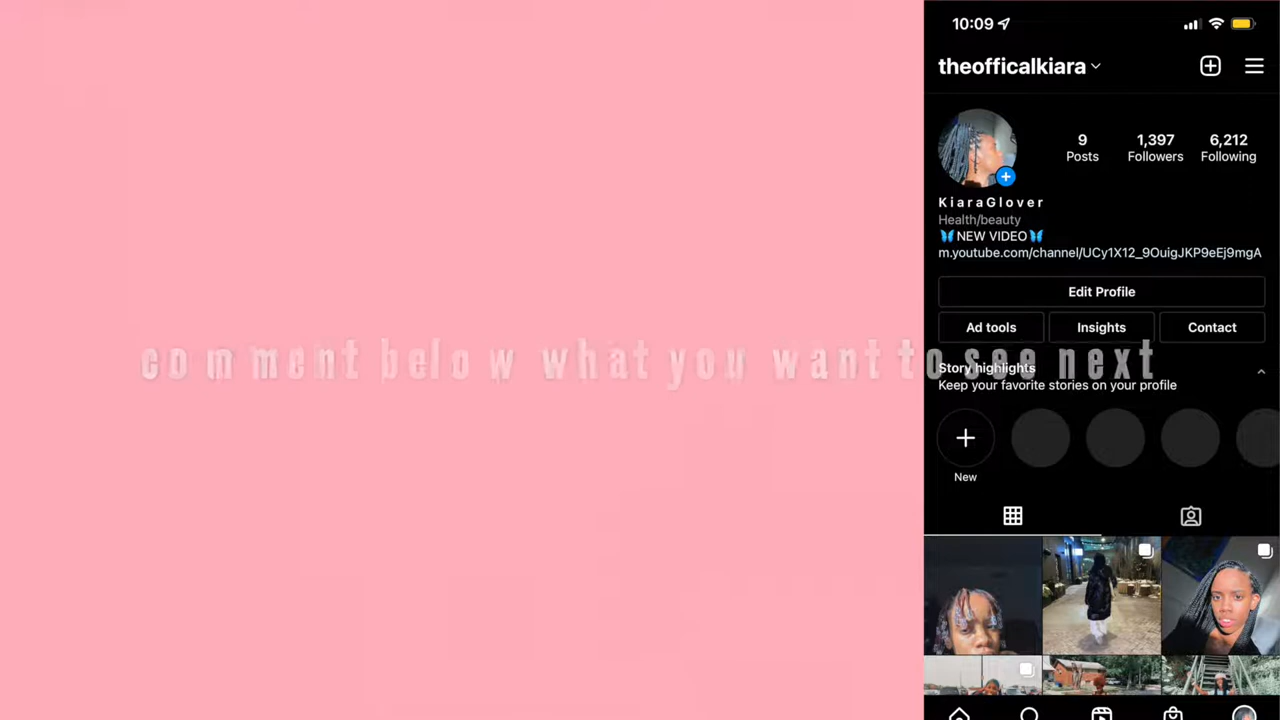 10:09
theofficalkiara
9 1,397 6,212
Posts Followers Following
KiaraGlover
Health/beauty
🦋NEW VIDEO🦋
m.youtube.com/channel/UCy1X12_9OuigJKP9eEj9mgA
Edit Profile
Ad tools Insights Contact
comment below what you want to see next
Story highlights
Keep your favorite stories on your profile
New